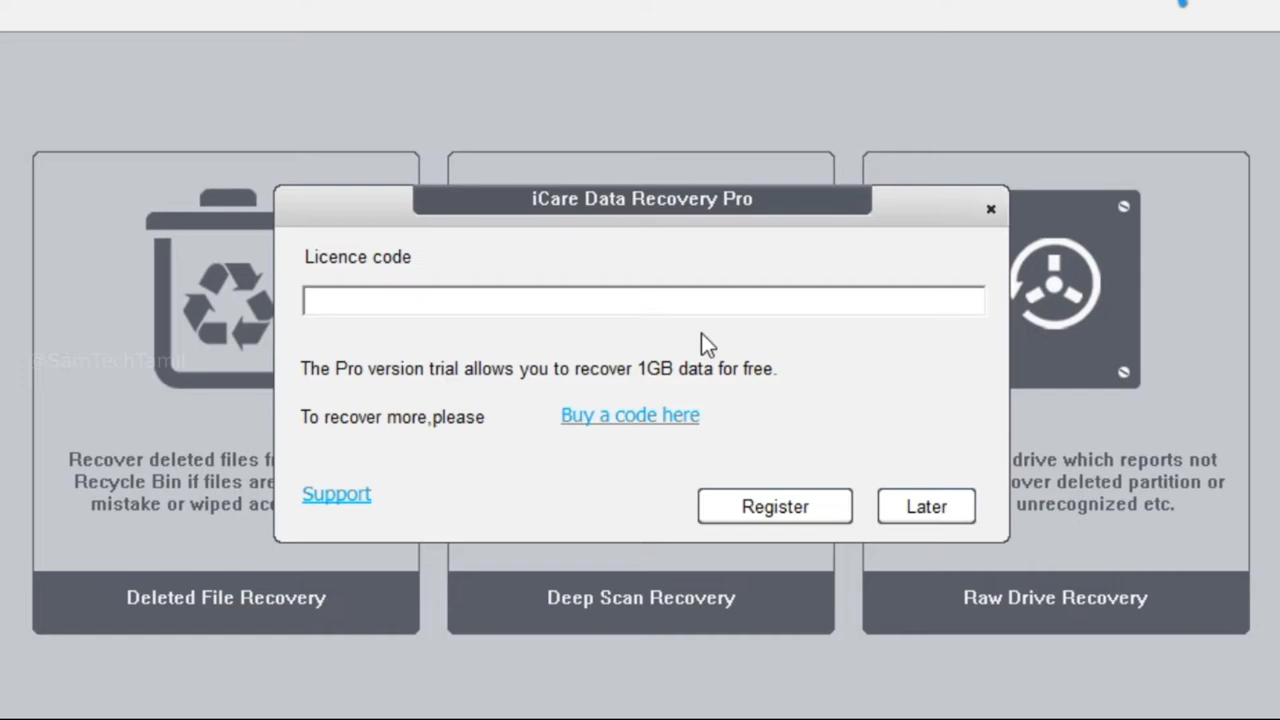 iCare Data Recovery Pro
Licence code
@SamTechTamil
The Pro version trial allows you to recover 1GB data for free.
To recover more,please Buy a code here
Support
Register
Later
Recover deleted files
Recycle Bin if files are
mistake or wiped
drive which reports not
deleted partition or
unrecognized etc.
Deleted File Recovery
Deep Scan Recovery
Raw Drive Recovery